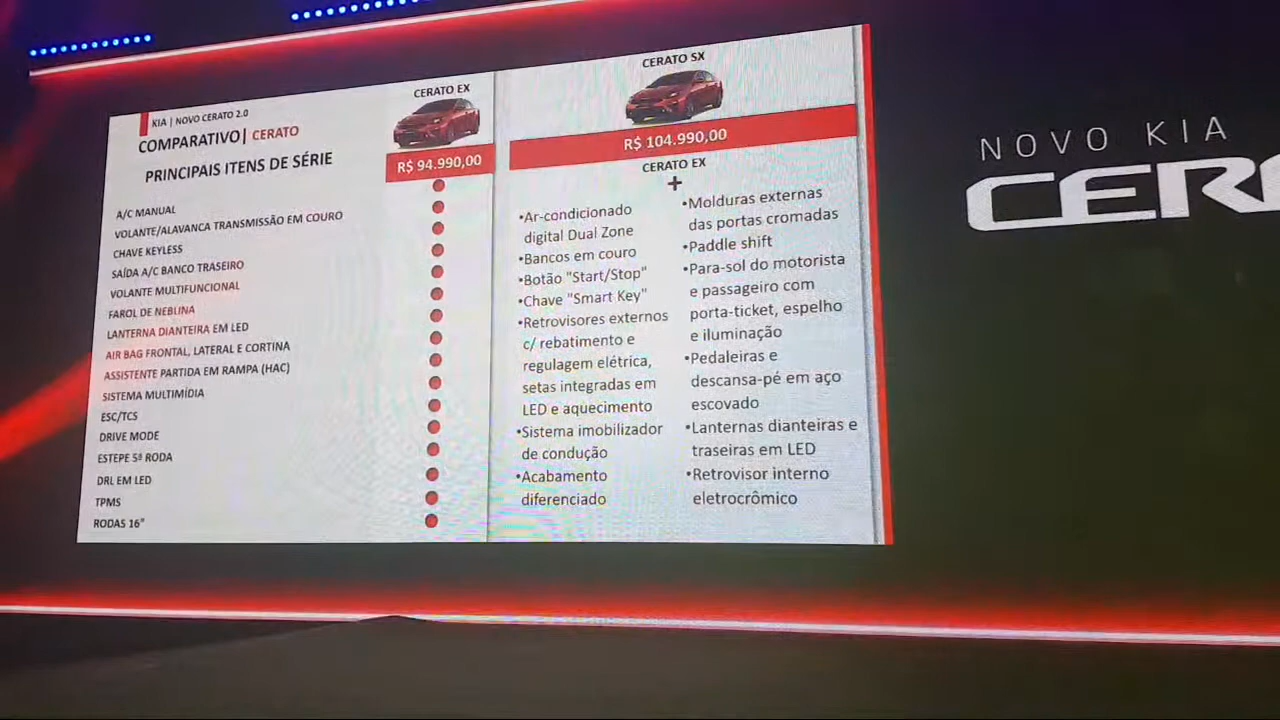 KIA | NOVO CERATO 2.0
COMPARATIVO| CERATO
PRINCIPAIS ITENS DE SÉRIE
A/C MANUAL
VOLANTE/ALAVANCA TRANSMISSÃO EM COURO
CHAVE KEYLESS
SAÍDA A/C BANCO TRASEIRO
VOLANTE MULTIFUNCIONAL
FAROL DE NEBLINA
LANTERNA DIANTEIRA EM LED
AIR BAG FRONTAL, LATERAL E CORTINA
ASSISTENTE PARTIDA EM RAMPA (HAC)
SISTEMA MULTIMÍDIA
ESC/TCS
DRIVE MODE
ESTEPE 5ª RODA
DRL EM LED
TPMS
RODAS 16"
CERATO EX
R$ 94.990,00
CERATO SX
R$ 104.990,00
CERATO EX
+
•Ar-condicionado
digital Dual Zone
•Bancos em couro
•Botão "Start/Stop"
•Chave "Smart Key"
•Retrovisores externos
c/ rebatimento e
regulagem elétrica,
setas integradas em
LED e aquecimento
•Sistema imobilizador
de condução
•Acabamento
diferenciado
•Molduras externas
das portas cromadas
•Paddle shift
•Para-sol do motorista
e passageiro com
porta-ticket, espelho
e iluminação
•Pedaleiras e
descansa-pé em aço
escovado
•Lanternas dianteiras e
traseiras em LED
•Retrovisor interno
eletrocrômico
NOVO KIA
CER